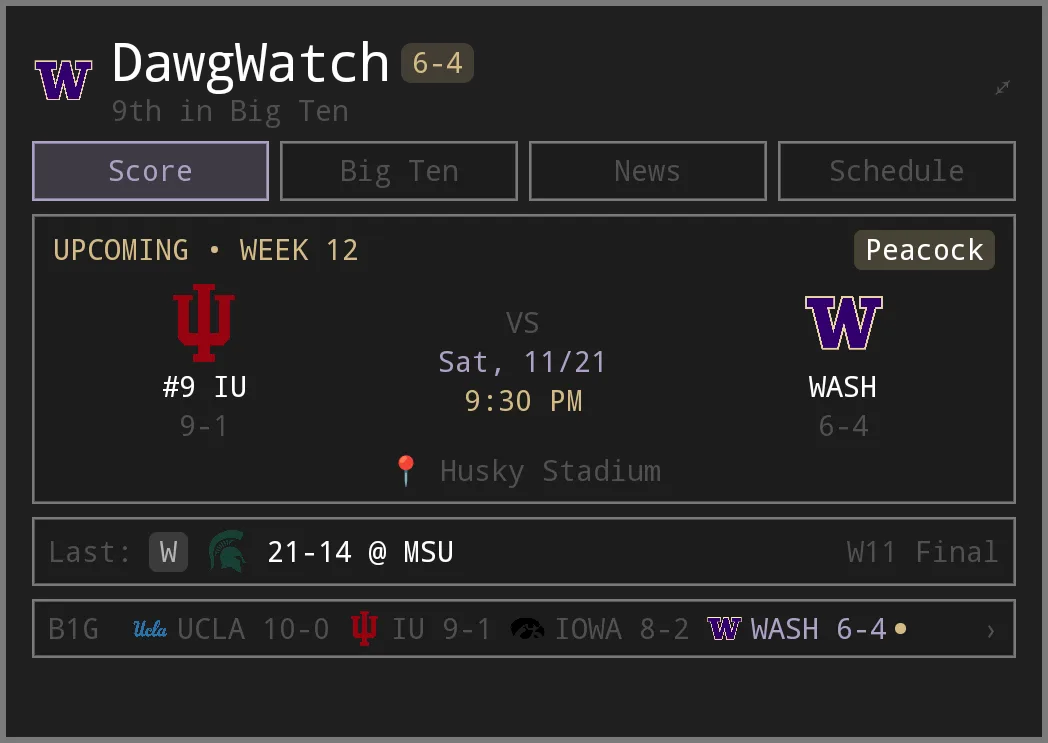 W DawgWatch 6-4
9th in Big Ten
Score Big Ten News Schedule
UPCOMING • WEEK 12 Peacock
VS
Sat, 11/21
9:30 PM
#9 IU
9-1
W
WASH
6-4
Husky Stadium
Last: W 21-14 @ MSU W11 Final
B1G Ucla UCLA 10-0 IU 9-1 IOWA 8-2 W WASH 6-4 • ›